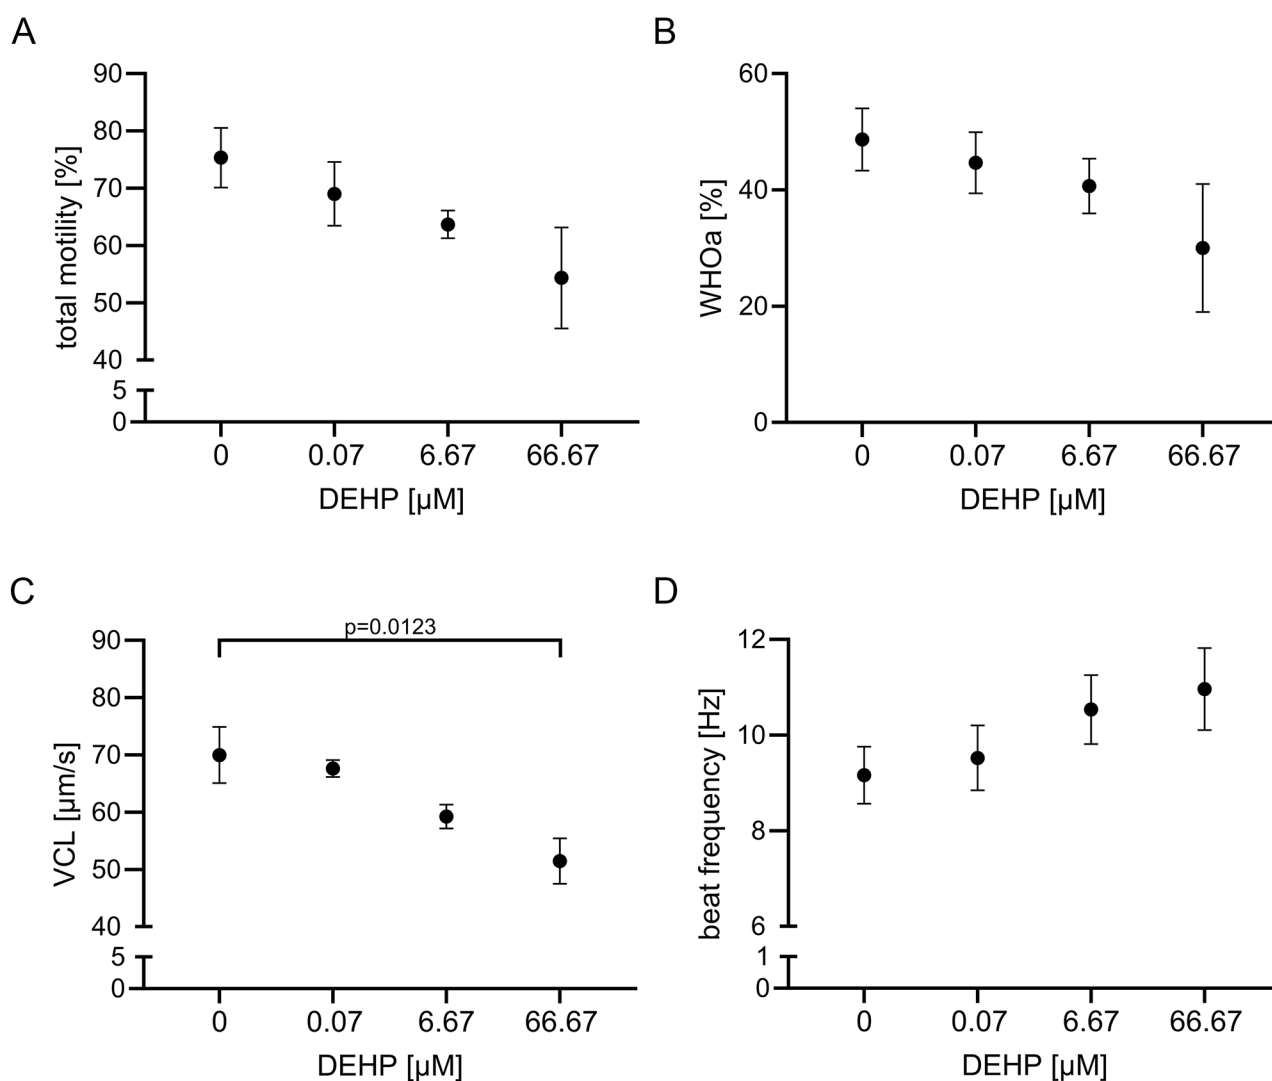 A
total motility [%]
90
80
70
60
50
40
5
0
0 0.07 6.67 66.67
DEHP [µM]
B
WHOa [%]
60
40
20
0
0 0.07 6.67 66.67
DEHP [µM]
C
p=0.0123
VCL [µm/s]
90
80
70
60
50
40
5
0
0 0.07 6.67 66.67
DEHP [µM]
D
beat frequency [Hz]
12
10
8
6
1
0
0 0.07 6.67 66.67
DEHP [µM]